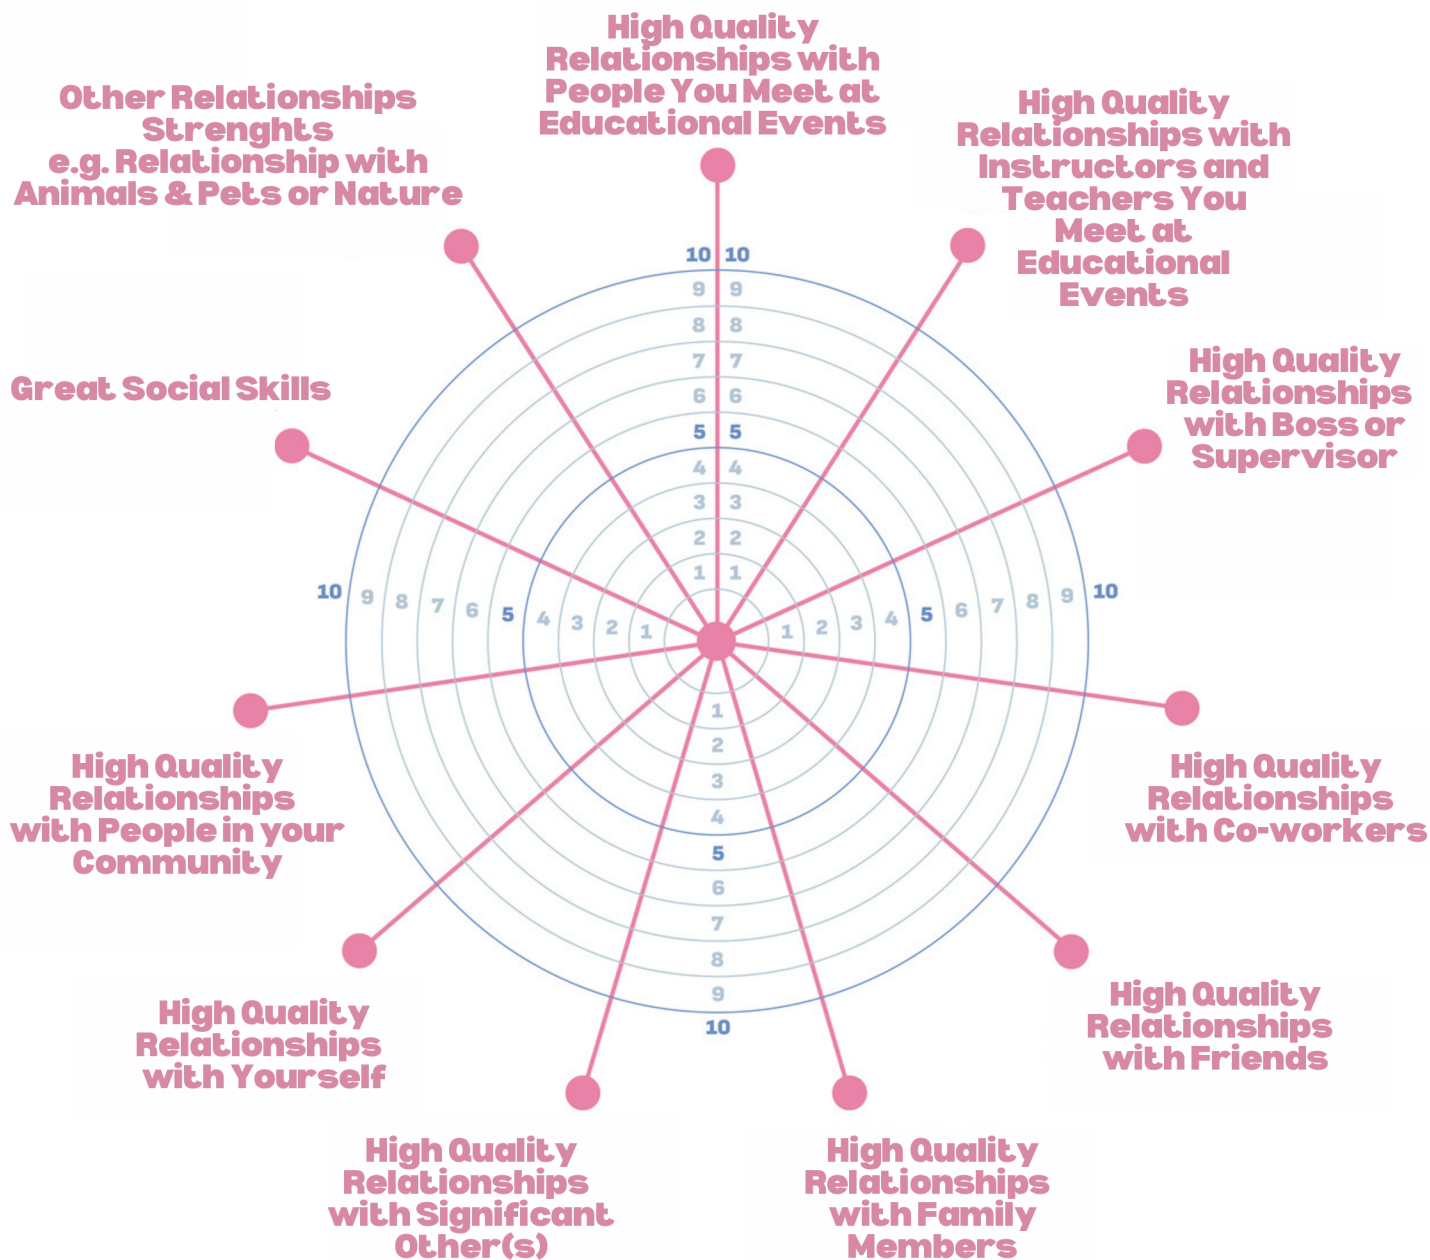 High Quality
Relationships with
People You Meet at
Educational Events
Other Relationships
Strenghts
e.g. Relationship with
Animals & Pets or Nature
High Quality
Relationships with
Instructors and
Teachers You
Meet at
Educational
Events
High Quality
Relationships
with Boss or
Supervisor
Great Social Skills
10 10
9 9
8 8
7 7
6 6
5 5
4 4
3 3
2 2
1 1
10 9 8 7 6 5 4 3 2 1
1 2 3 4 5 6 7 8 9 10
1
2
3
4
5
6
7
8
9
10
High Quality
Relationships
with People in your
Community
High Quality
Relationships
with Co-workers
High Quality
Relationships
with Yourself
High Quality
Relationships
with Friends
High Quality
Relationships
with Significant
Other(s)
High Quality
Relationships
with Family
Members